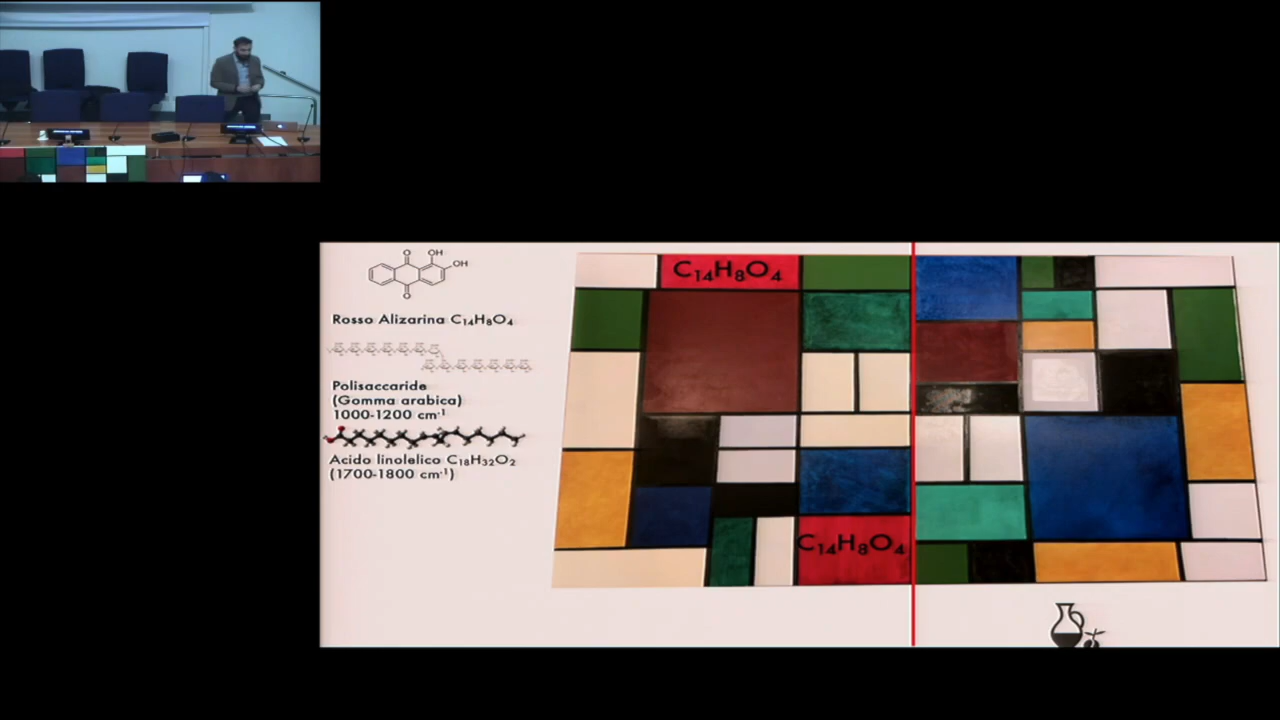 O
OH
OH
O
Rosso Alizarina C₁₄H₈O₄
Polisaccaride
(Gomma arabica)
1000-1200 cm⁻¹
Acido linolelico C₁₈H₃₂O₂
(1700-1800 cm⁻¹)
C₁₄H₈O₄
C₁₄H₈O₄